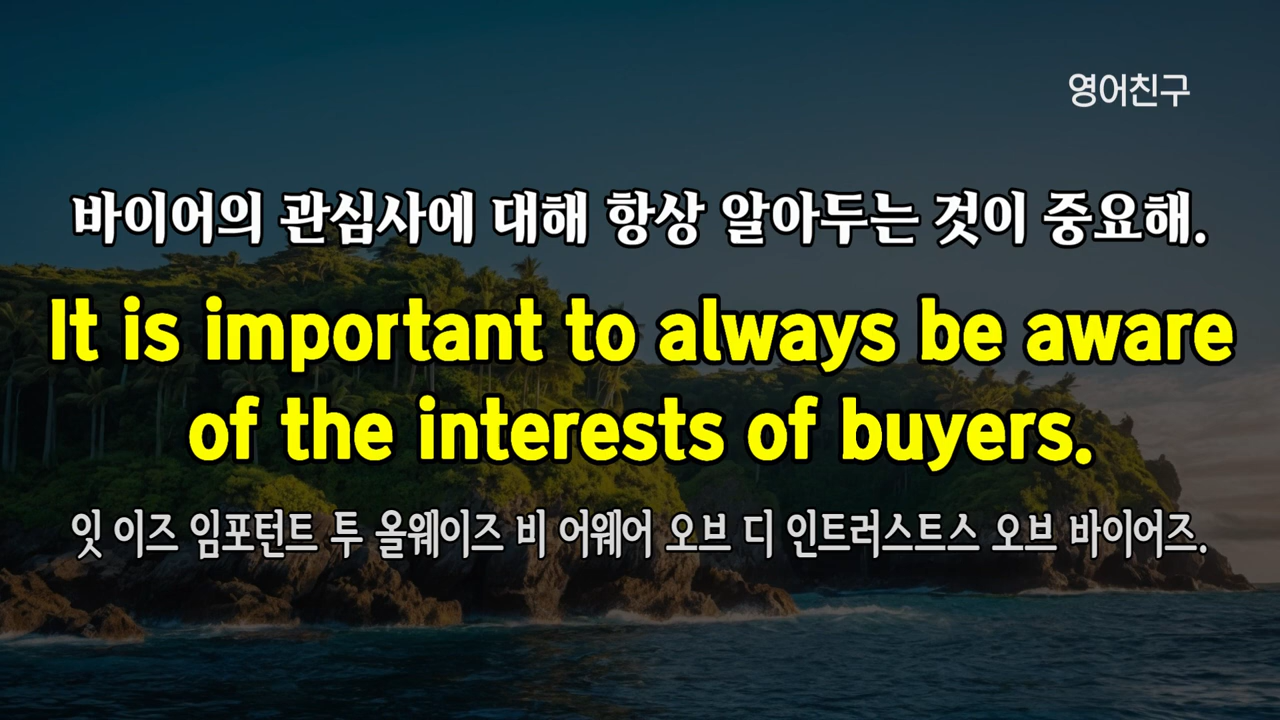 영어친구
바이어의 관심사에 대해 항상 알아두는 것이 중요해.
It is important to always be aware
of the interests of buyers.
잇 이즈 임포턴트 투 올웨이즈 비 어웨어 오브 디 인트러스트스 오브 바이어즈.